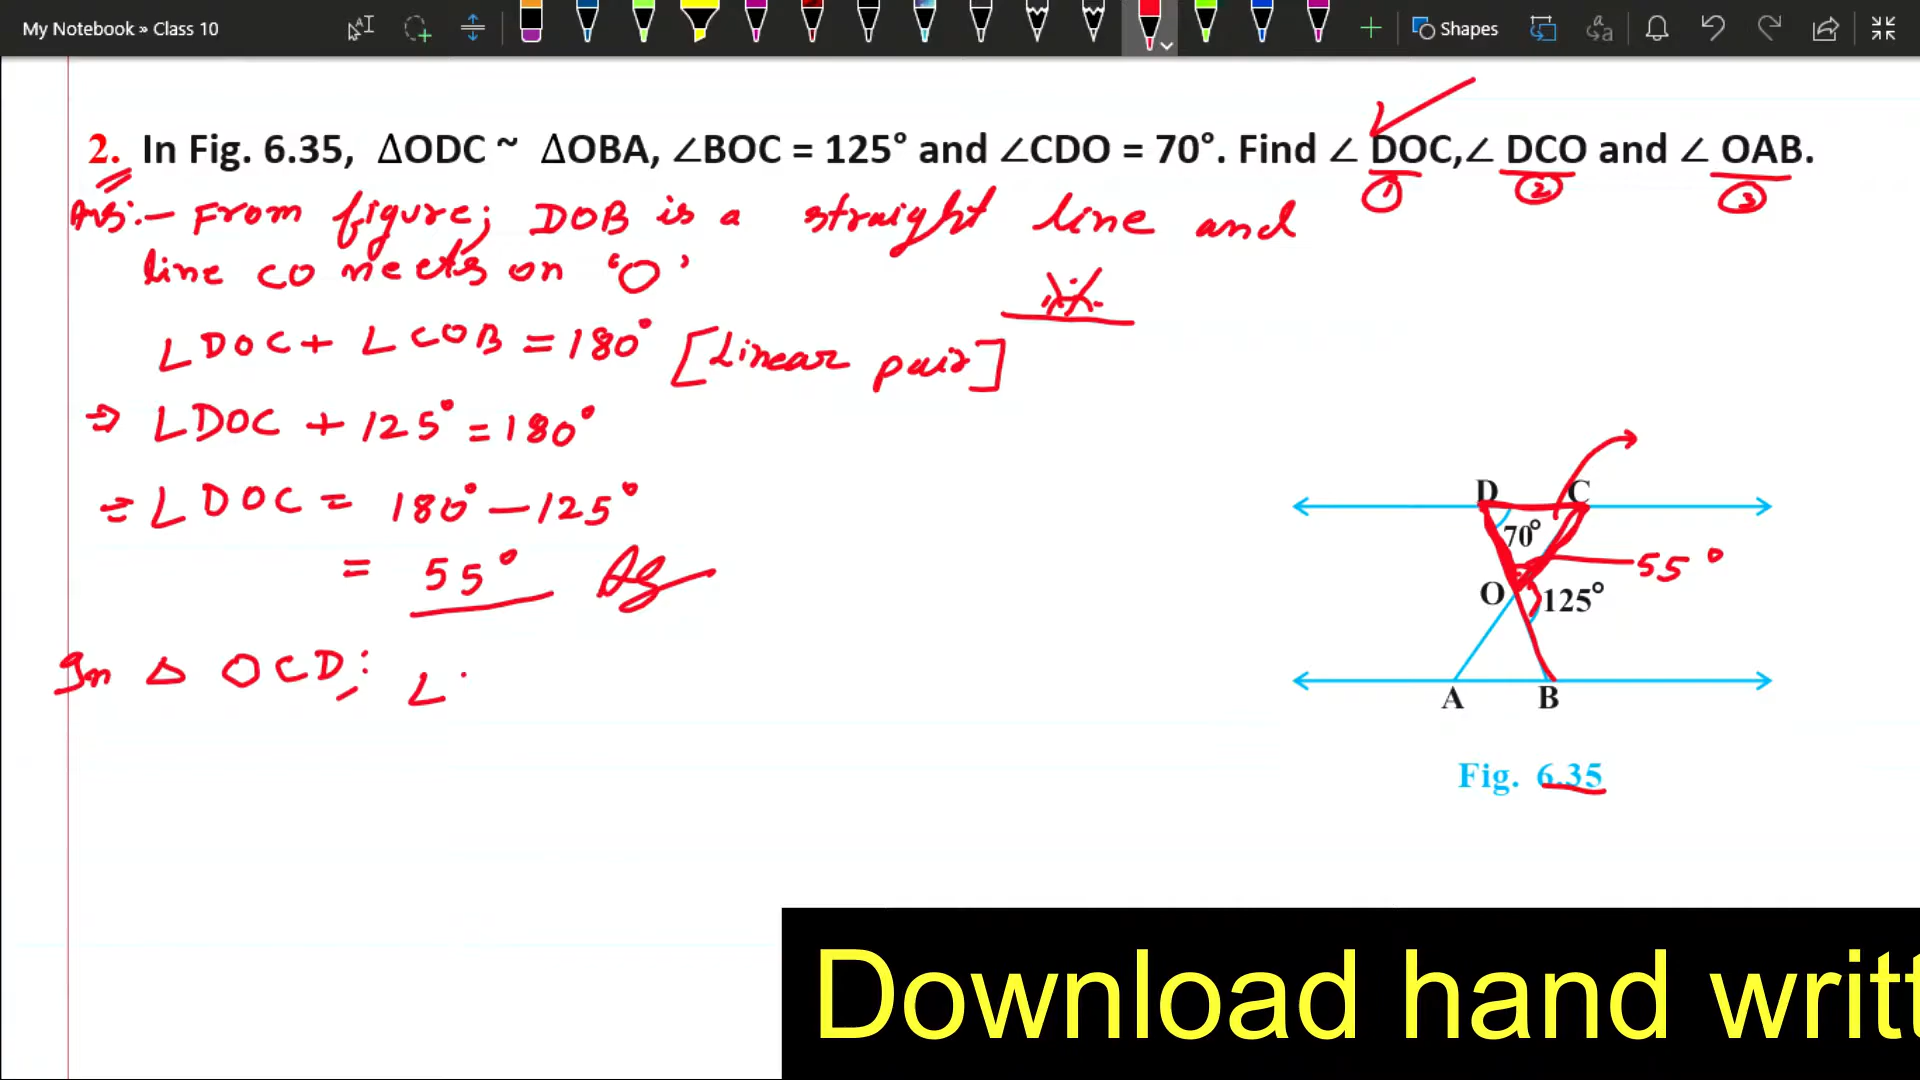 My Notebook » Class 10
Shapes
2. In Fig. 6.35, ΔODC ~ ΔOBA, ∠BOC = 125° and ∠CDO = 70°. Find ∠ DOC,∠ DCO and ∠ OAB.
① ② ③
Ans:- From figure; DOB is a straight line and
line CO meets on 'O'
∠DOC + ∠COB = 180° [Linear pair]
⇒ ∠DOC + 125° = 180°
⇒ ∠DOC = 180° - 125°
= 55° Ans
In Δ OCD;
∠
D C
70°
55°
O 125°
A B
Fig. 6.35
Download hand writt